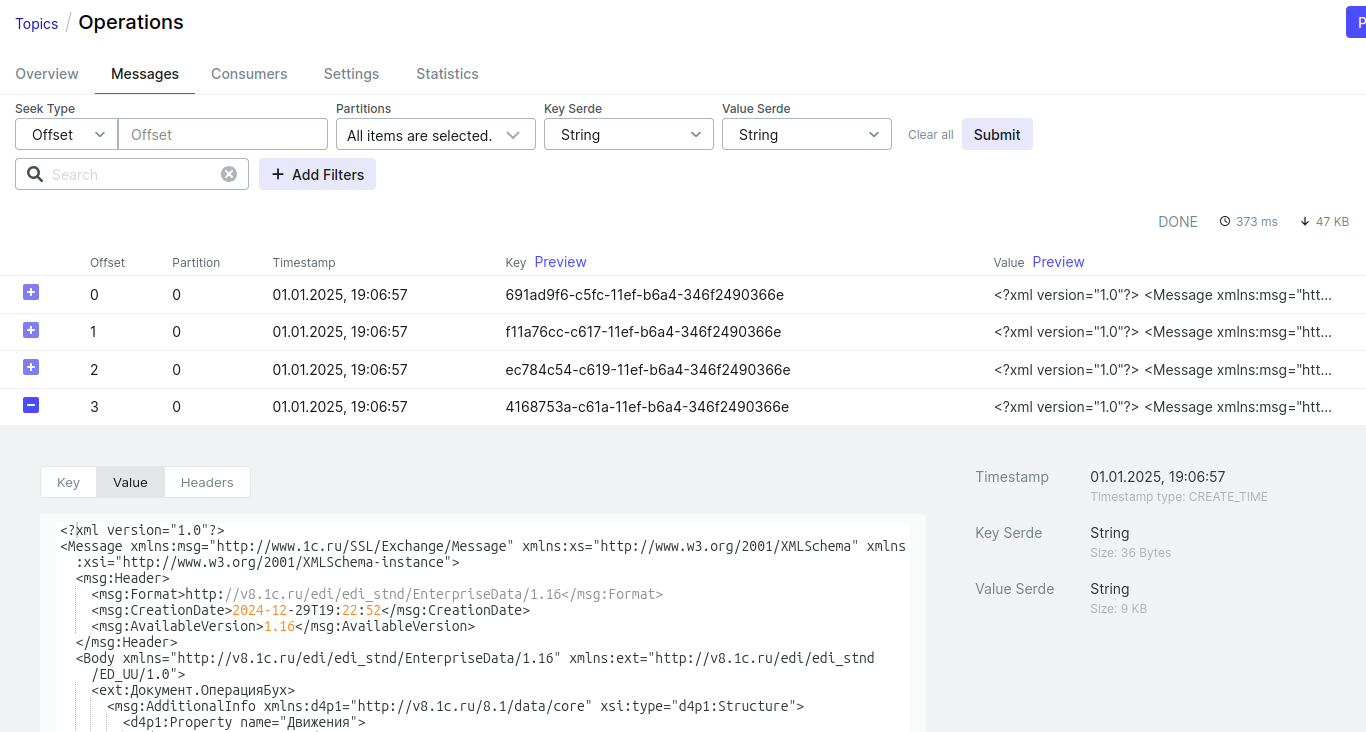 Topics / Operations
P
Overview Messages Consumers Settings Statistics
Seek Type Partitions Key Serde Value Serde
Offset Offset All items are selected. String String Clear all Submit
Search + Add Filters
DONE 373 ms 47 KB
Offset Partition Timestamp Key Preview Value Preview
0 0 01.01.2025, 19:06:57 691ad9f6-c5fc-11ef-b6a4-346f2490366e <?xml version="1.0"?> <Message xmlns:msg="htt...
1 0 01.01.2025, 19:06:57 f11a76cc-c617-11ef-b6a4-346f2490366e <?xml version="1.0"?> <Message xmlns:msg="htt...
2 0 01.01.2025, 19:06:57 ec784c54-c619-11ef-b6a4-346f2490366e <?xml version="1.0"?> <Message xmlns:msg="htt...
3 0 01.01.2025, 19:06:57 4168753a-c61a-11ef-b6a4-346f2490366e <?xml version="1.0"?> <Message xmlns:msg="htt...
Key Value Headers
<?xml version="1.0"?>
<Message xmlns:msg="http://www.1c.ru/SSL/Exchange/Message" xmlns:xs="http://www.w3.org/2001/XMLSchema" xmlns
:xsi="http://www.w3.org/2001/XMLSchema-instance">
<msg:Header>
<msg:Format>http://v8.1c.ru/edi/edi_stnd/EnterpriseData/1.16</msg:Format>
<msg:CreationDate>2024-12-29T19:22:52</msg:CreationDate>
<msg:AvailableVersion>1.16</msg:AvailableVersion>
</msg:Header>
<Body xmlns="http://v8.1c.ru/edi/edi_stnd/EnterpriseData/1.16" xmlns:ext="http://v8.1c.ru/edi/edi_stnd
/ED_UU/1.0">
<ext:Документ.ОперацияБух>
<msg:AdditionalInfo xmlns:d4p1="http://v8.1c.ru/8.1/data/core" xsi:type="d4p1:Structure">
<d4p1:Property name="Движения">
Timestamp 01.01.2025, 19:06:57
Timestamp type: CREATE_TIME
Key Serde String
Size: 36 Bytes
Value Serde String
Size: 9 KB